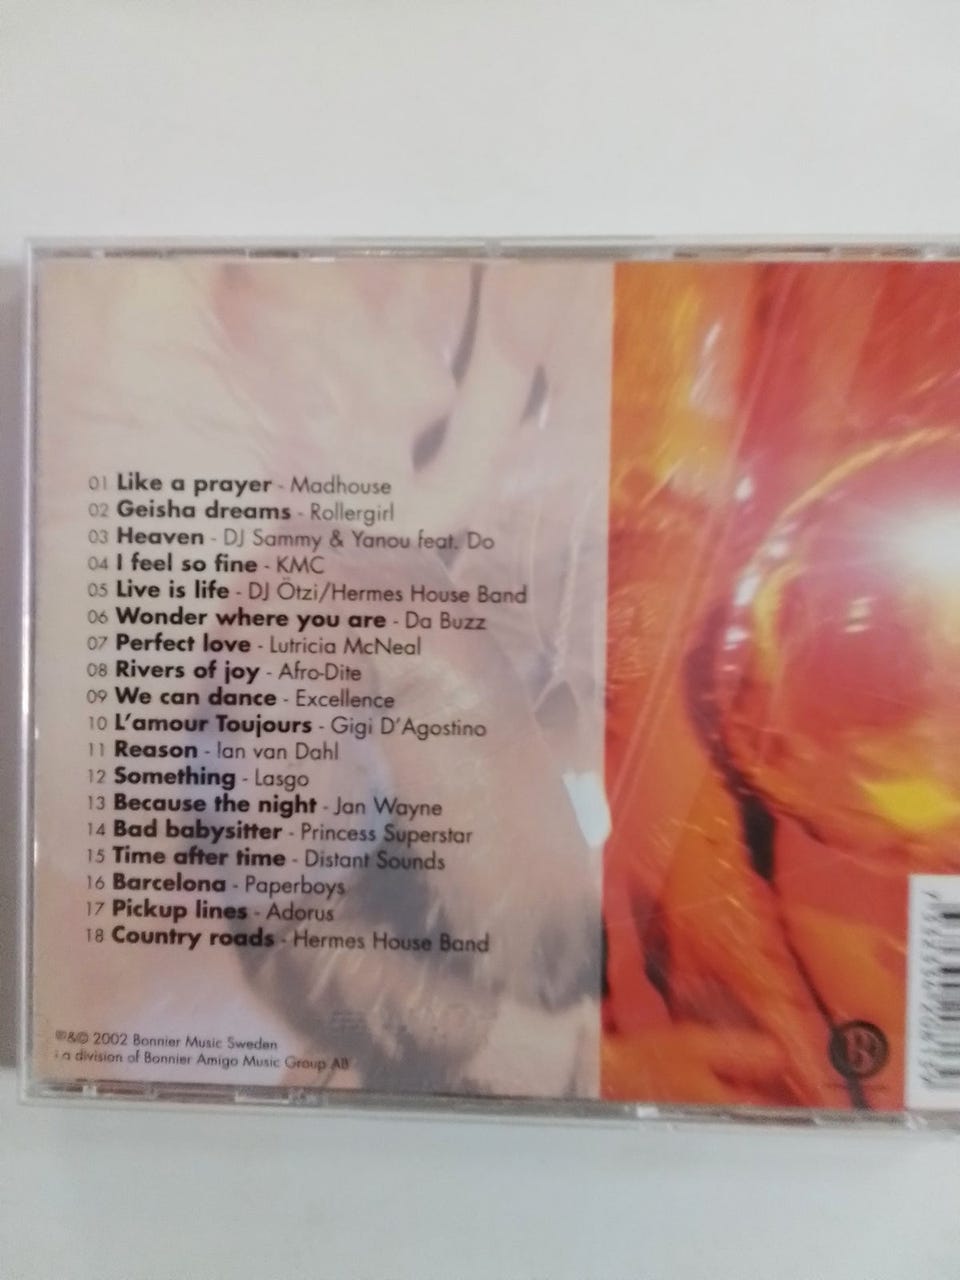 01 Like a prayer - Madhouse
02 Geisha dreams - Rollergirl
03 Heaven - DJ Sammy & Yanou feat. Do
04 I feel so fine - KMC
05 Live is life - DJ Ötzi/Hermes House Band
06 Wonder where you are - Da Buzz
07 Perfect love - Lutricia McNeal
08 Rivers of joy - Afro-Dite
09 We can dance - Excellence
10 L'amour Toujours - Gigi D'Agostino
11 Reason - Ian van Dahl
12 Something - Lasgo
13 Because the night - Jan Wayne
14 Bad babysitter - Princess Superstar
15 Time after time - Distant Sounds
16 Barcelona - Paperboys
17 Pickup lines - Adorus
18 Country roads - Hermes House Band
℗&© 2002 Bonnier Music Sweden
a division of Bonnier Amigo Music Group AB
B